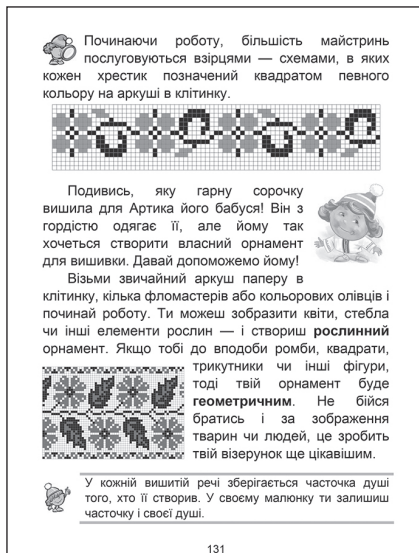 Починаючи роботу, більшість майстринь
послуговуються взірцями — схемами, в яких
кожен хрестик позначений квадратом певного
кольору на аркуші в клітинку.
Подивись, яку гарну сорочку
вишила для Артика його бабуся! Він з
гордістю одягає її, але йому так
хочеться створити власний орнамент
для вишивки. Давай допоможемо йому!
Візьми звичайний аркуш паперу в
клітинку, кілька фломастерів або кольорових олівців і
починай роботу. Ти можеш зобразити квіти, стебла
чи інші елементи рослин — і створиш рослинний
орнамент. Якщо тобі до вподоби ромби, квадрати,
трикутники чи інші фігури,
тоді твій орнамент буде
геометричним. Не бійся
братись і за зображення
тварин чи людей, це зробить
твій візерунок ще цікавішим.
У кожній вишитій речі зберігається часточка душі
того, хто її створив. У своєму малюнку ти залишиш
часточку і своєї душі.
131